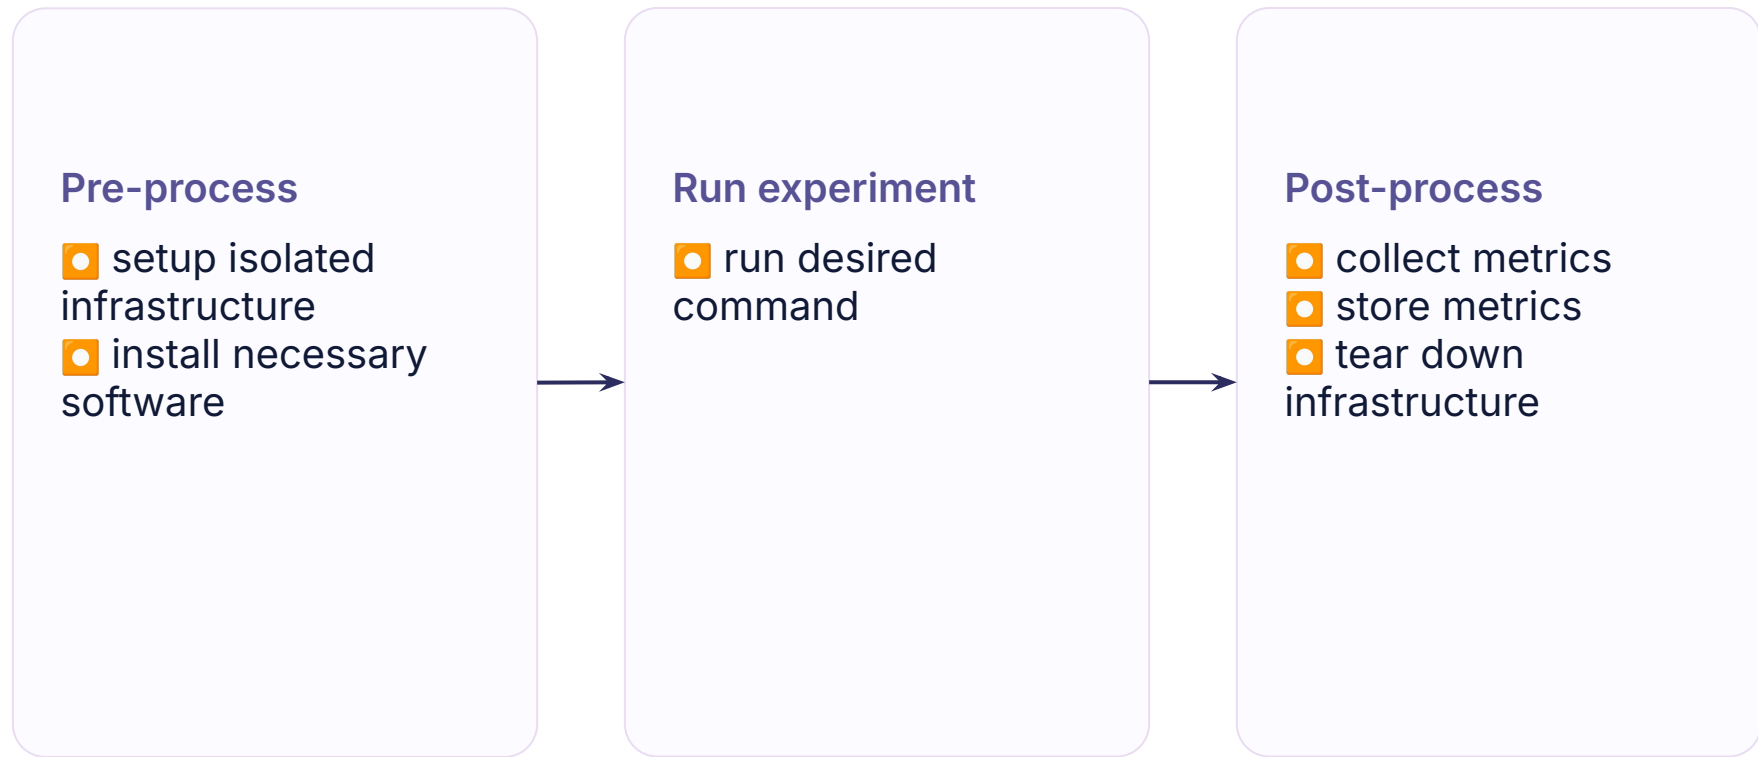 Pre-process
⏺️ setup isolated
infrastructure
⏺️ install necessary
software
Run experiment
⏺️ run desired
command
Post-process
⏺️ collect metrics
⏺️ store metrics
⏺️ tear down
infrastructure